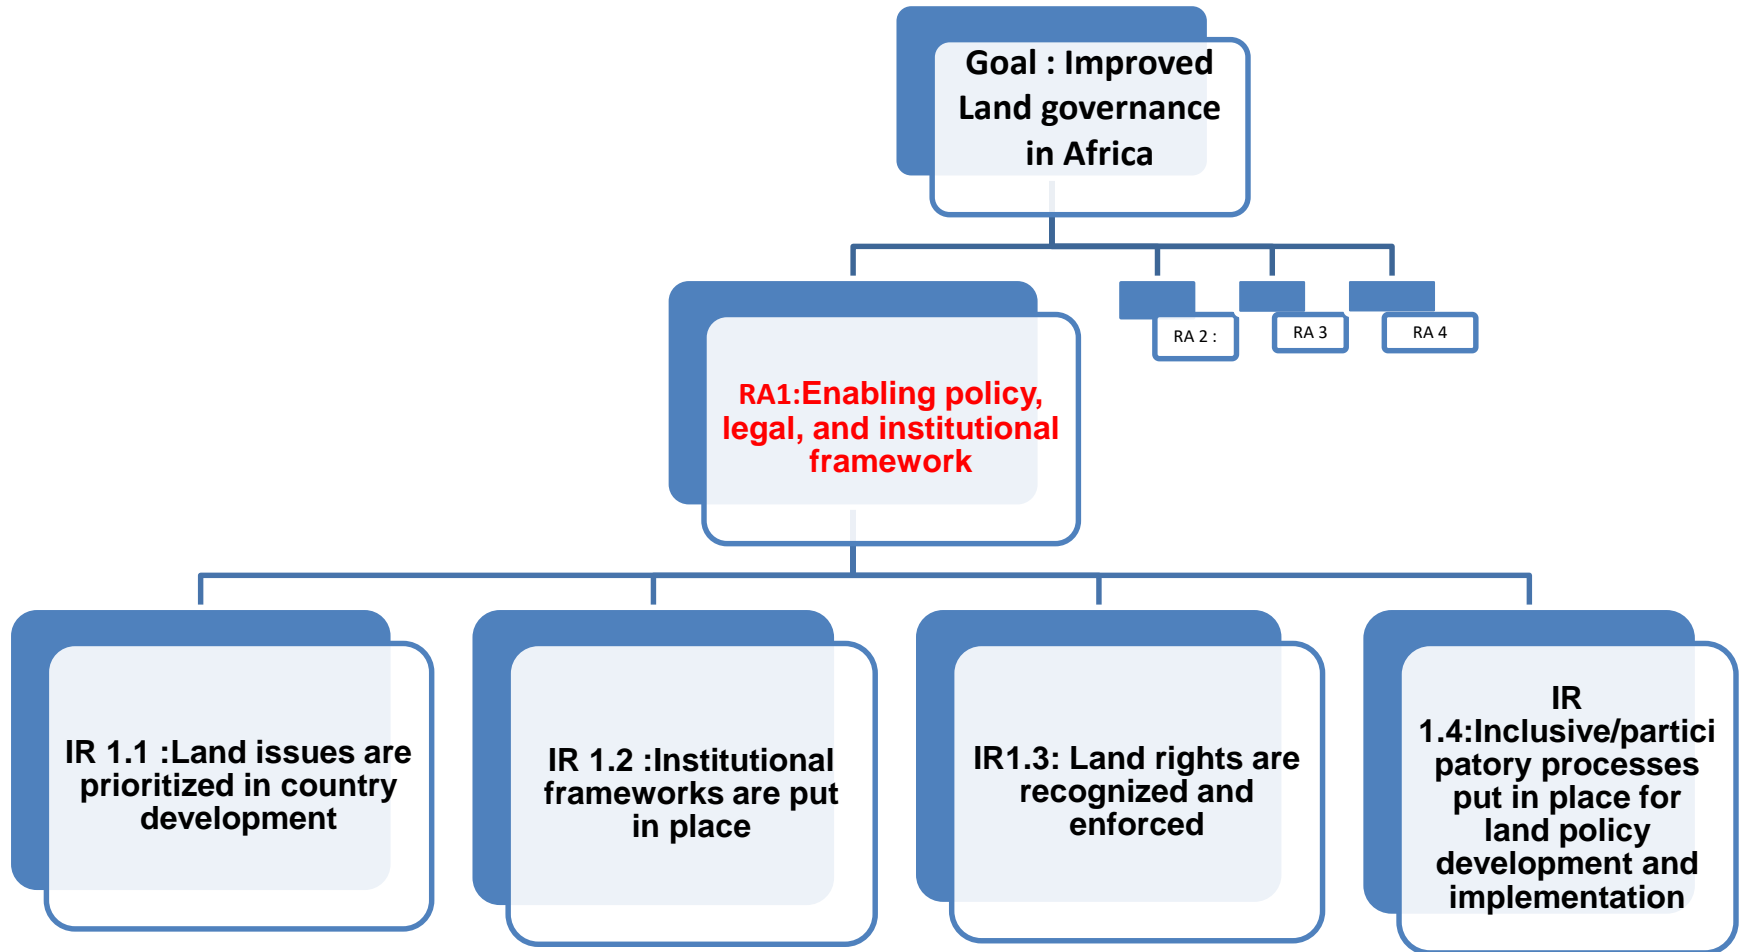 Goal : Improved
Land governance
in Africa
RA 2 :
RA 3
RA 4
RA1:Enabling policy,
legal, and institutional
framework
IR 1.1 :Land issues are
prioritized in country
development
IR 1.2 :Institutional
frameworks are put
in place
IR1.3: Land rights are
recognized and
enforced
IR
1.4:Inclusive/partici
patory processes
put in place for
land policy
development and
implementation